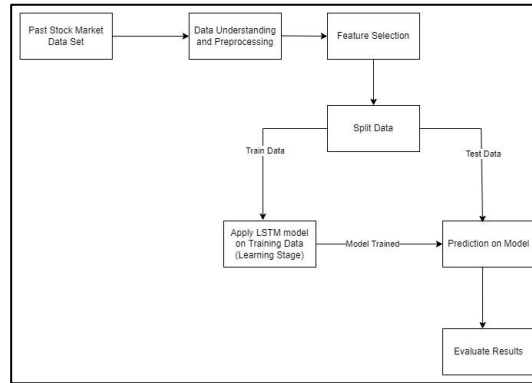 Past Stock Market
Data Set
Data Understanding
and Preprocessing
Feature Selection
Split Data
Train Data
Test Data
Apply LSTM model
on Training Data
(Learning Stage)
Model Trained
Prediction on Model
Evaluate Results